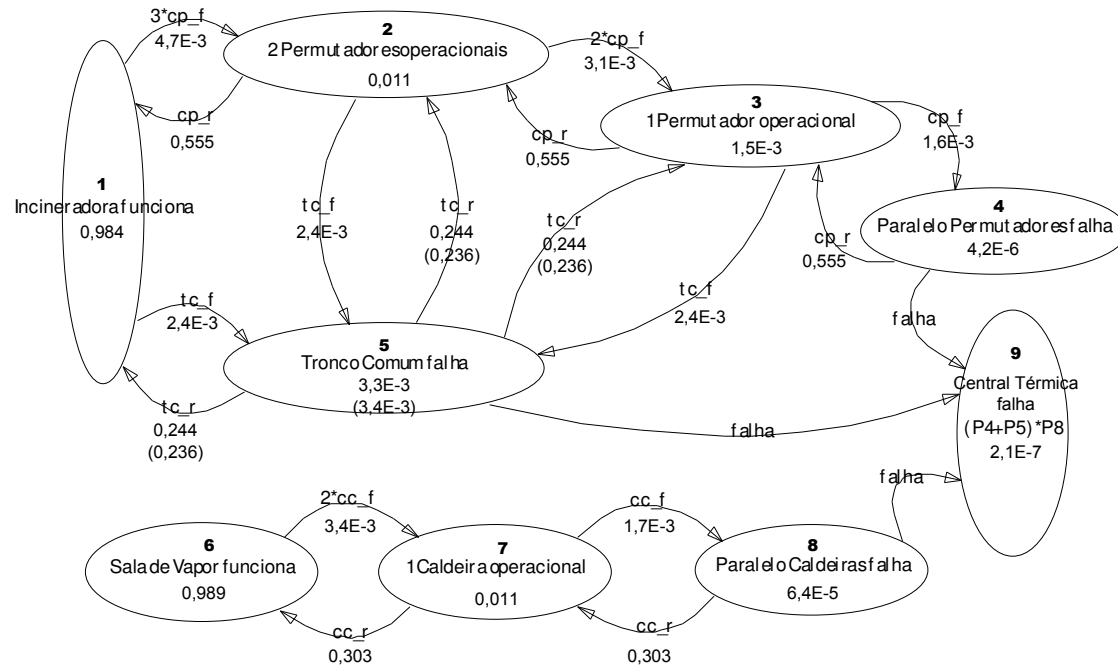 3*cp_f
4,7E-3
2
2 Permutadores operacionais
0,011
2*cp_f
3,1E-3
cp_r
0,555
3
1 Permutador operacional
1,5E-3
cp_r
0,555
cp_f
1,6E-3
1
Incineradora funciona
0,984
tc_f
2,4E-3
tc_r
0,244
(0,236)
tc_r
0,244
(0,236)
4
Paralelo Permutadores falha
4,2E-6
cp_r
0,555
tc_f
2,4E-3
tc_f
2,4E-3
falha
5
Tronco Comum falha
3,3E-3
(3,4E-3)
9
Central Térmica
falha
(P4+P5)*P8
2,1E-7
tc_r
0,244
(0,236)
falha
falha
2*cc_f
3,4E-3
cc_f
1,7E-3
6
Sala de Vapor funciona
0,989
7
1 Caldeira operacional
0,011
8
Paralelo Caldeiras falha
6,4E-5
cc_r
0,303
cc_r
0,303